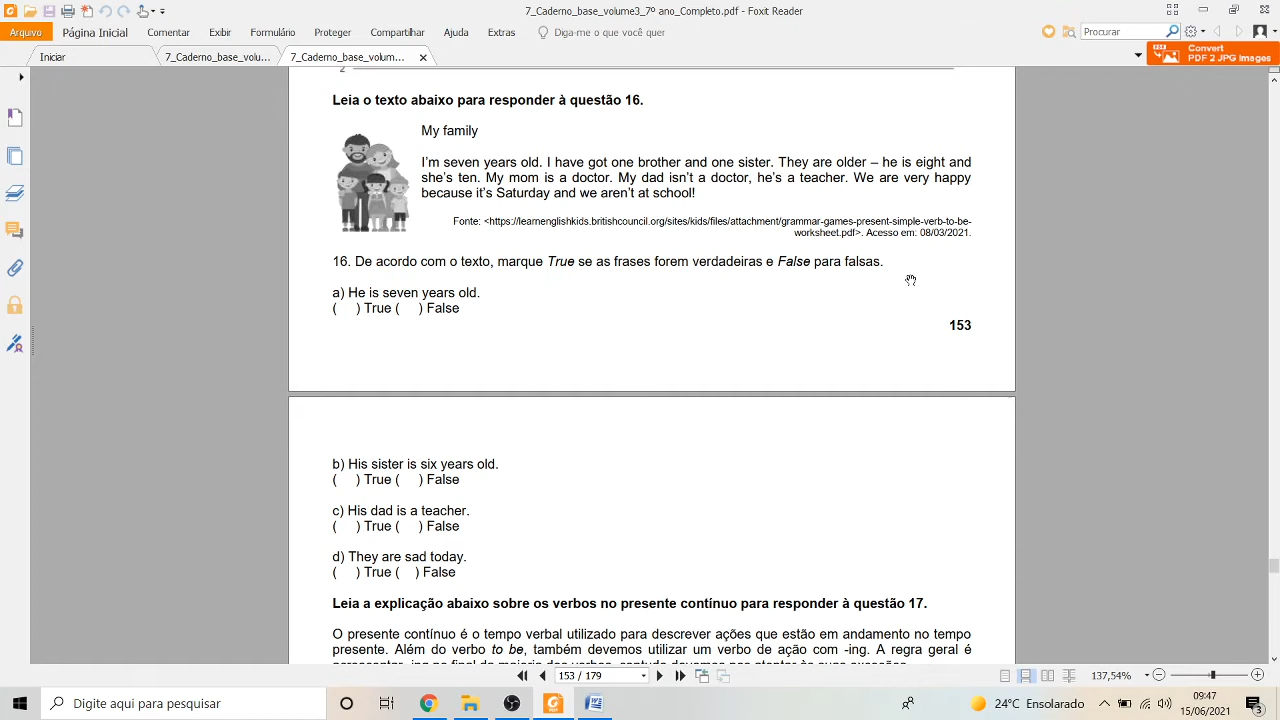 7_Caderno_base_volume3_7º ano_Completo.pdf - Foxit Reader
Arquivo Página Inicial Comentar Exibir Formulário Proteger Compartilhar Ajuda Extras Diga-me o que você quer Procurar
Iniciar 7_Caderno_base_volu... 7_Caderno_base_volum... Convert
PDF 2 JPG Images
2
Leia o texto abaixo para responder à questão 16.
My family
I'm seven years old. I have got one brother and one sister. They are older – he is eight and
she's ten. My mom is a doctor. My dad isn't a doctor, he's a teacher. We are very happy
because it's Saturday and we aren't at school!
Fonte: <https://learnenglishkids.britishcouncil.org/sites/kids/files/attachment/grammar-games-present-simple-verb-to-be-
worksheet.pdf>. Acesso em: 08/03/2021.
16. De acordo com o texto, marque True se as frases forem verdadeiras e False para falsas.
a) He is seven years old.
( ) True ( ) False
153
b) His sister is six years old.
( ) True ( ) False
c) His dad is a teacher.
( ) True ( ) False
d) They are sad today.
( ) True ( ) False
Leia a explicação abaixo sobre os verbos no presente contínuo para responder à questão 17.
O presente contínuo é o tempo verbal utilizado para descrever ações que estão em andamento no tempo
presente. Além do verbo to be, também devemos utilizar um verbo de ação com -ing. A regra geral é
153 / 179 137,54%
Digite aqui para pesquisar 24°C Ensolarado 09:47
15/06/2021 3